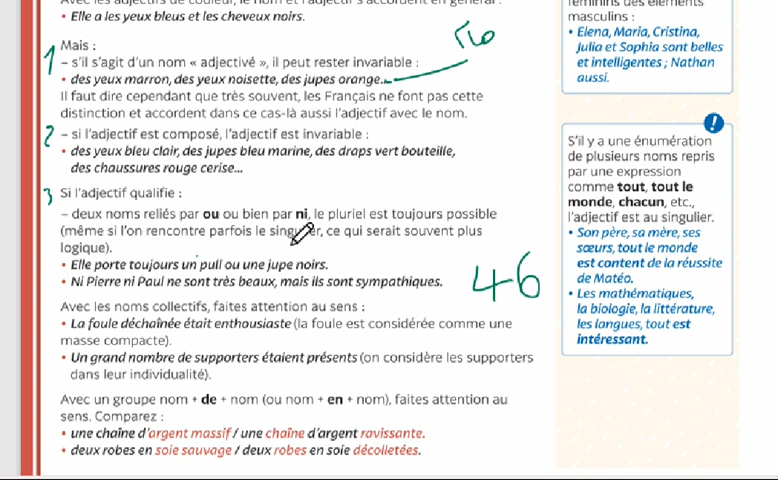 • Elle a les yeux bleus et les cheveux noirs.
Mais :
1
– s'il s'agit d'un nom « adjectivé », il peut rester invariable :
• des yeux marron, des yeux noisette, des jupes orange...
Il faut dire cependant que très souvent, les Français ne font pas cette
distinction et accordent dans ce cas-là aussi l'adjectif avec le nom.
2
– si l'adjectif est composé, l'adjectif est invariable :
• des yeux bleu clair, des jupes bleu marine, des draps vert bouteille,
des chaussures rouge cerise...
3
Si l'adjectif qualifie :
– deux noms reliés par ou ou bien par ni, le pluriel est toujours possible
(même si l'on rencontre parfois le singulier, ce qui serait souvent plus
logique).
• Elle porte toujours un pull ou une jupe noirs.
• Ni Pierre ni Paul ne sont très beaux, mais ils sont sympathiques.
46
Avec les noms collectifs, faites attention au sens :
• La foule déchaînée était enthousiaste (la foule est considérée comme une
masse compacte).
• Un grand nombre de supporters étaient présents (on considère les supporters
dans leur individualité).
Avec un groupe nom + de + nom (ou nom + en + nom), faites attention au
sens. Comparez :
• une chaîne d'argent massif / une chaîne d'argent ravissante.
• deux robes en soie sauvage / deux robes en soie décolletées.
féminins des éléments
masculins :
• Elena, Maria, Cristina,
Julia et Sophia sont belles
et intelligentes ; Nathan
aussi.
!
S'il y a une énumération
de plusieurs noms repris
par une expression
comme tout, tout le
monde, chacun, etc.,
l'adjectif est au singulier.
• Son père, sa mère, ses
sœurs, tout le monde
est content de la réussite
de Matéo.
• Les mathématiques,
la biologie, la littérature,
les langues, tout est
intéressant.